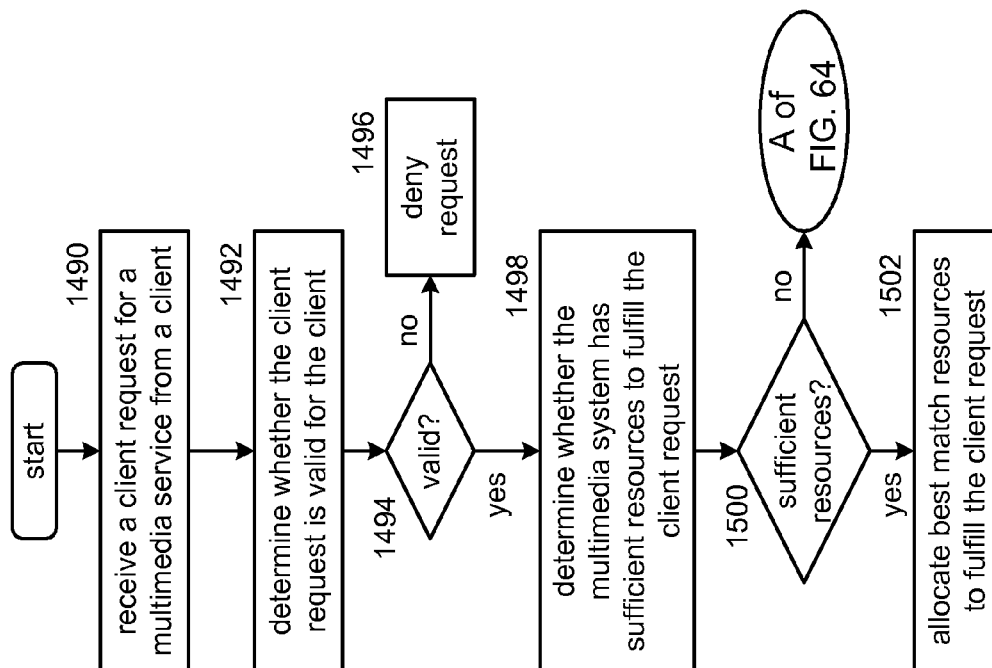 start
1490
receive a client request for a
multimedia service from a client
1492
determine whether the client
request is valid for the client
1494
valid?
no
1496
deny
request
yes
1498
determine whether the
multimedia system has
sufficient resources to fulfill the
client request
1500
sufficient
resources?
no
A of
FIG. 64
yes
1502
allocate best match resources
to fulfill the client request